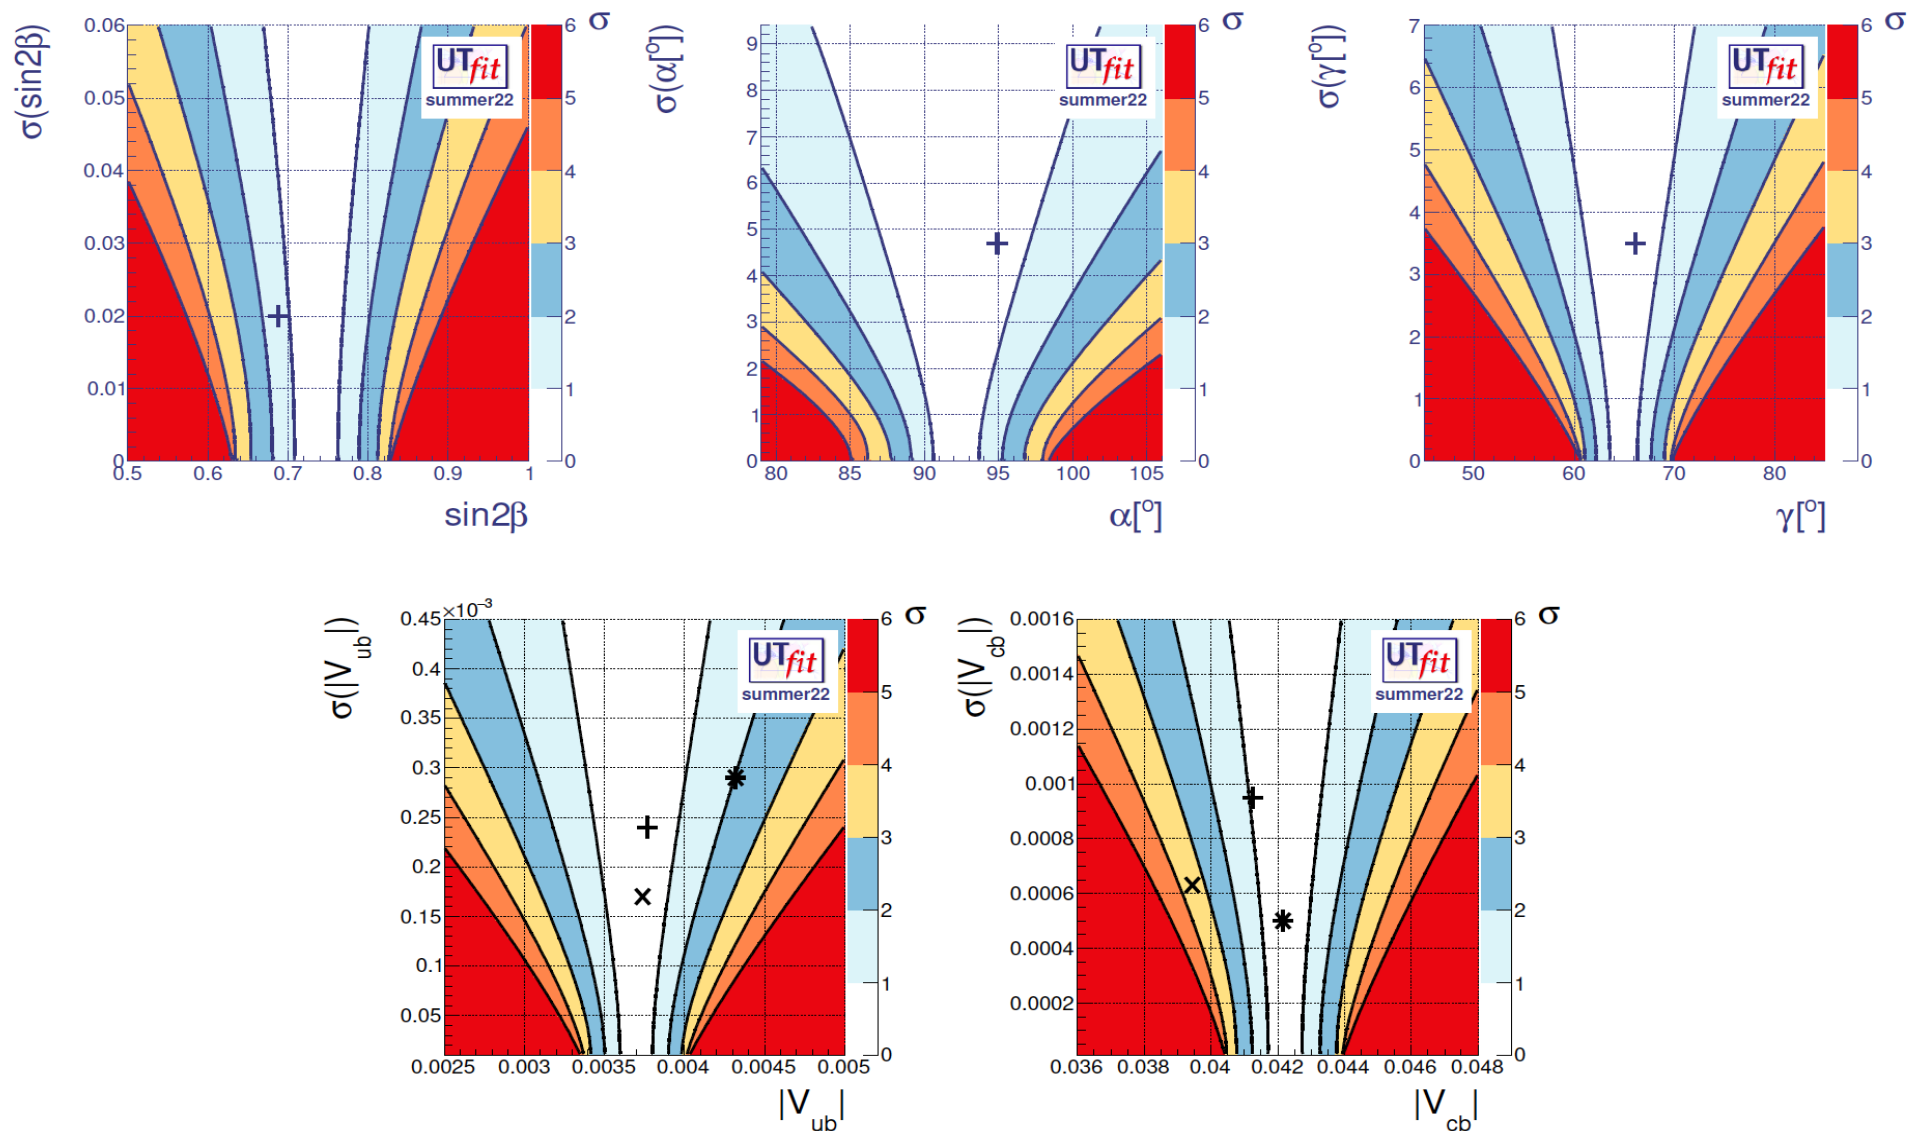 σ(sin2β)
0.06
0.05
0.04
0.03
0.02
0.01
0
0.5 0.6 0.7 0.8 0.9 1
sin2β
UTfit
summer22
6 σ
5
4
3
2
1
0
σ(α[°])
9
8
7
6
5
4
3
2
1
0
79 80 85 90 95 100 105
α[°]
UTfit
summer22
6 σ
5
4
3
2
1
0
σ(γ[°])
7
6
5
4
3
2
1
0
50 60 70 80
γ[°]
UTfit
summer22
6 σ
5
4
3
2
1
0
σ(|Vub|)
×10⁻³
0.45
0.4
0.35
0.3
0.25
0.2
0.15
0.1
0.05
0.0025 0.003 0.0035 0.004 0.0045 0.005
|Vub|
UTfit
summer22
6 σ
5
4
3
2
1
0
σ(|Vcb|)
0.0016
0.0014
0.0012
0.001
0.0008
0.0006
0.0004
0.0002
0.036 0.038 0.04 0.042 0.044 0.046 0.048
|Vcb|
UTfit
summer22
6 σ
5
4
3
2
1
0